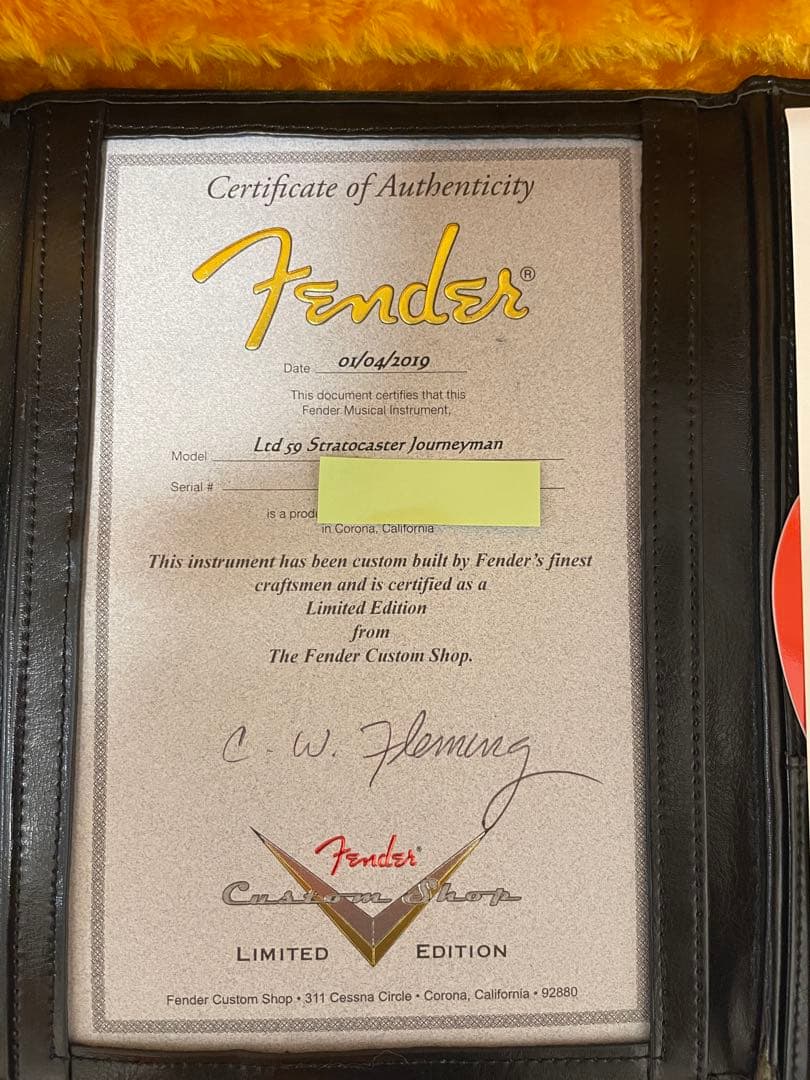 Certificate of Authenticity
Fender®
Date 01/04/2019
This document certifies that this
Fender Musical Instrument,
Model Ltd 59 Stratocaster Journeyman
Serial #
is a
in Corona, California
This instrument has been custom built by Fender's finest
craftsmen and is certified as a
Limited Edition
from
The Fender Custom Shop.
C. W. Fleming
Fender®
Custom Shop
LIMITED EDITION
Fender Custom Shop • 311 Cessna Circle • Corona, California • 92880